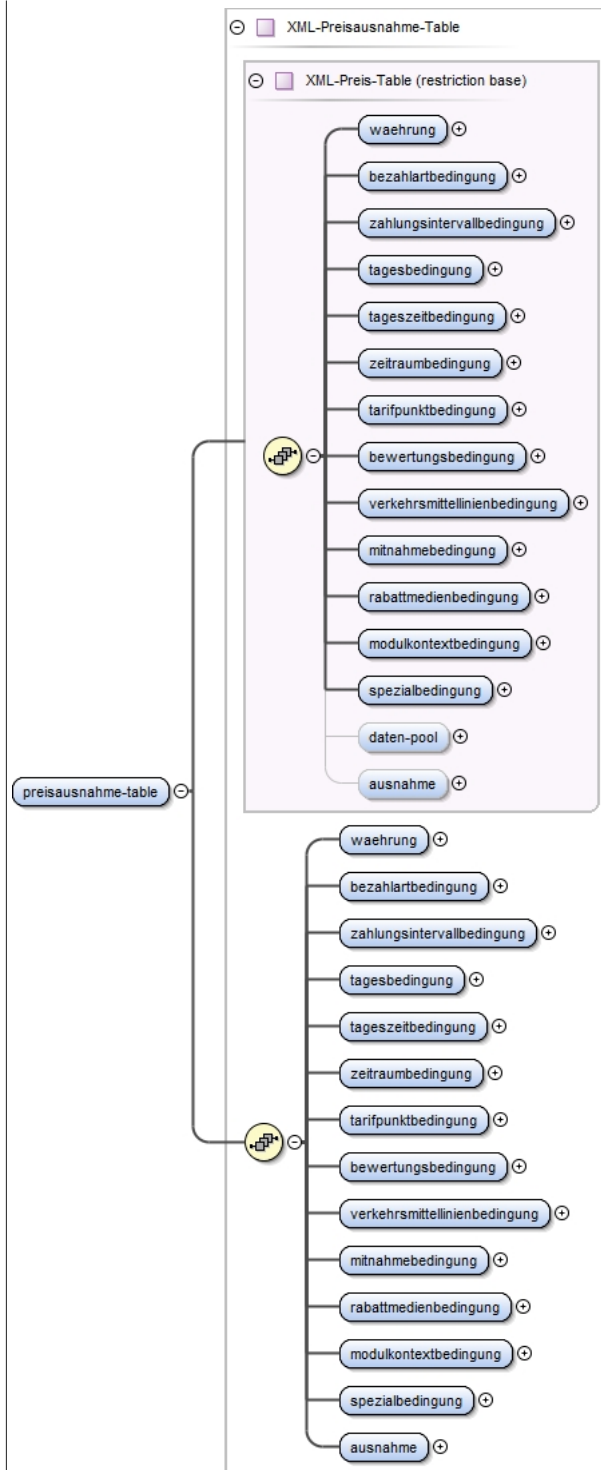 XML-Preisausnahme-Table
XML-Preis-Table (restriction base)
waehrung
bezahlartbedingung
zahlungsintervallbedingung
tagesbedingung
tageszeitbedingung
zeitraumbedingung
tarifpunktbedingung
bewertungsbedingung
verkehrsmittellinienbedingung
mitnahmebedingung
rabattmedienbedingung
modulkontextbedingung
spezialbedingung
daten-pool
ausnahme
preisausnahme-table
waehrung
bezahlartbedingung
zahlungsintervallbedingung
tagesbedingung
tageszeitbedingung
zeitraumbedingung
tarifpunktbedingung
bewertungsbedingung
verkehrsmittellinienbedingung
mitnahmebedingung
rabattmedienbedingung
modulkontextbedingung
spezialbedingung
ausnahme